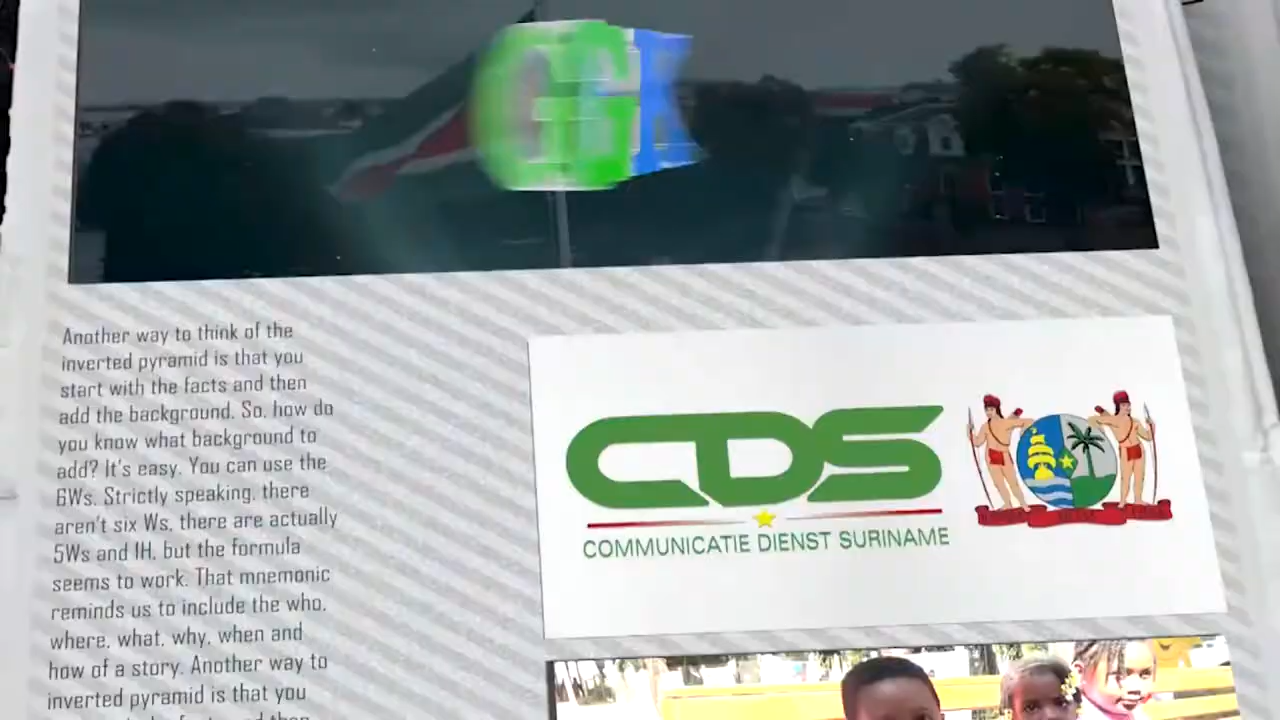 Another way to think of the
inverted pyramid is that you
start with the facts and then
add the background. So, how do
you know what background to
add? It's easy. You can use the
6Ws. Strictly speaking, there
aren't six Ws, there are actually
5Ws and 1H, but the formula
seems to work. That mnemonic
reminds us to include the who,
where, what, why, when and
how of a story. Another way to
inverted pyramid is that you
CDS
COMMUNICATIE DIENST SURINAME